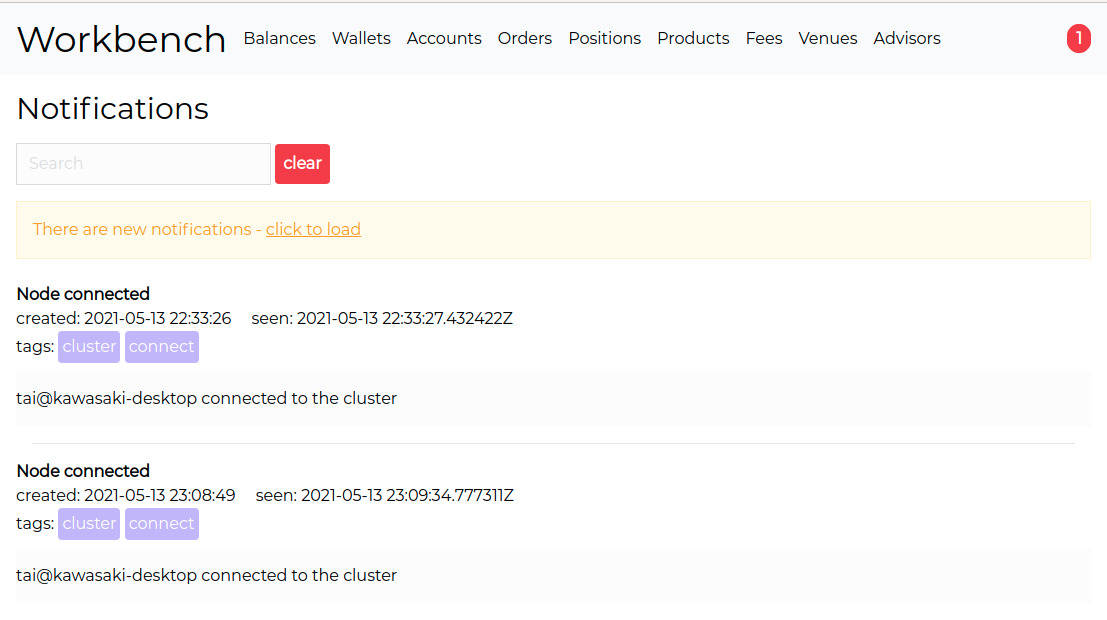 Workbench Balances Wallets Accounts Orders Positions Products Fees Venues Advisors 1
Notifications
Search clear
There are new notifications - click to load
Node connected
created: 2021-05-13 22:33:26 seen: 2021-05-13 22:33:27.432422Z
tags: cluster connect
tai@kawasaki-desktop connected to the cluster
Node connected
created: 2021-05-13 23:08:49 seen: 2021-05-13 23:09:34.777311Z
tags: cluster connect
tai@kawasaki-desktop connected to the cluster